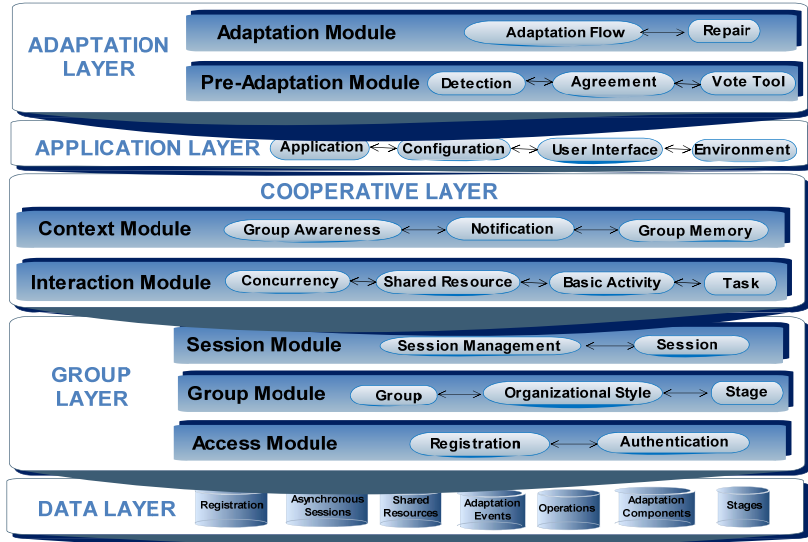 ADAPTATION
LAYER
Adaptation Module
Adaptation Flow
Repair
Pre-Adaptation Module
Detection
Agreement
Vote Tool
APPLICATION LAYER
Application
Configuration
User Interface
Environment
COOPERATIVE LAYER
Context Module
Group Awareness
Notification
Group Memory
Interaction Module
Concurrency
Shared Resource
Basic Activity
Task
GROUP
LAYER
Session Module
Session Management
Session
Group Module
Group
Organizational Style
Stage
Access Module
Registration
Authentication
DATA LAYER
Registration
Asynchronous
Sessions
Shared
Resources
Adaptation
Events
Operations
Adaptation
Components
Stages